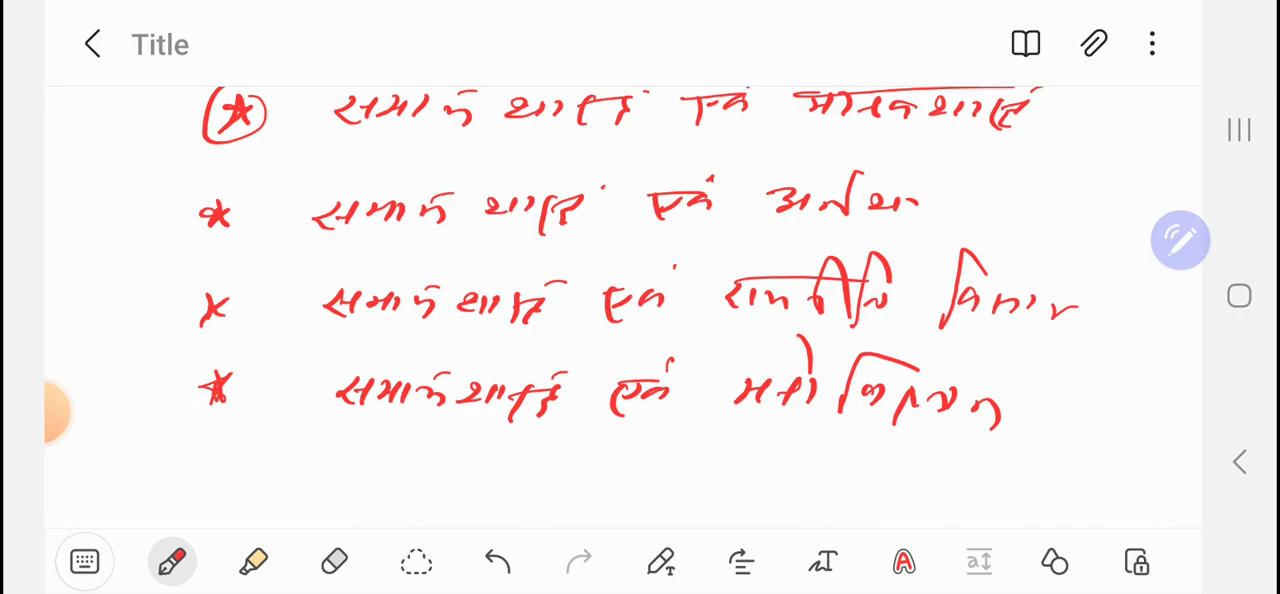 Title
समाजशास्त्र एवं मानवशास्त्र
समाजशास्त्र एवं अर्थशा
समाजशास्त्र एवं राजनीति विज्ञान
समाजशास्त्र एवं मनोविज्ञान